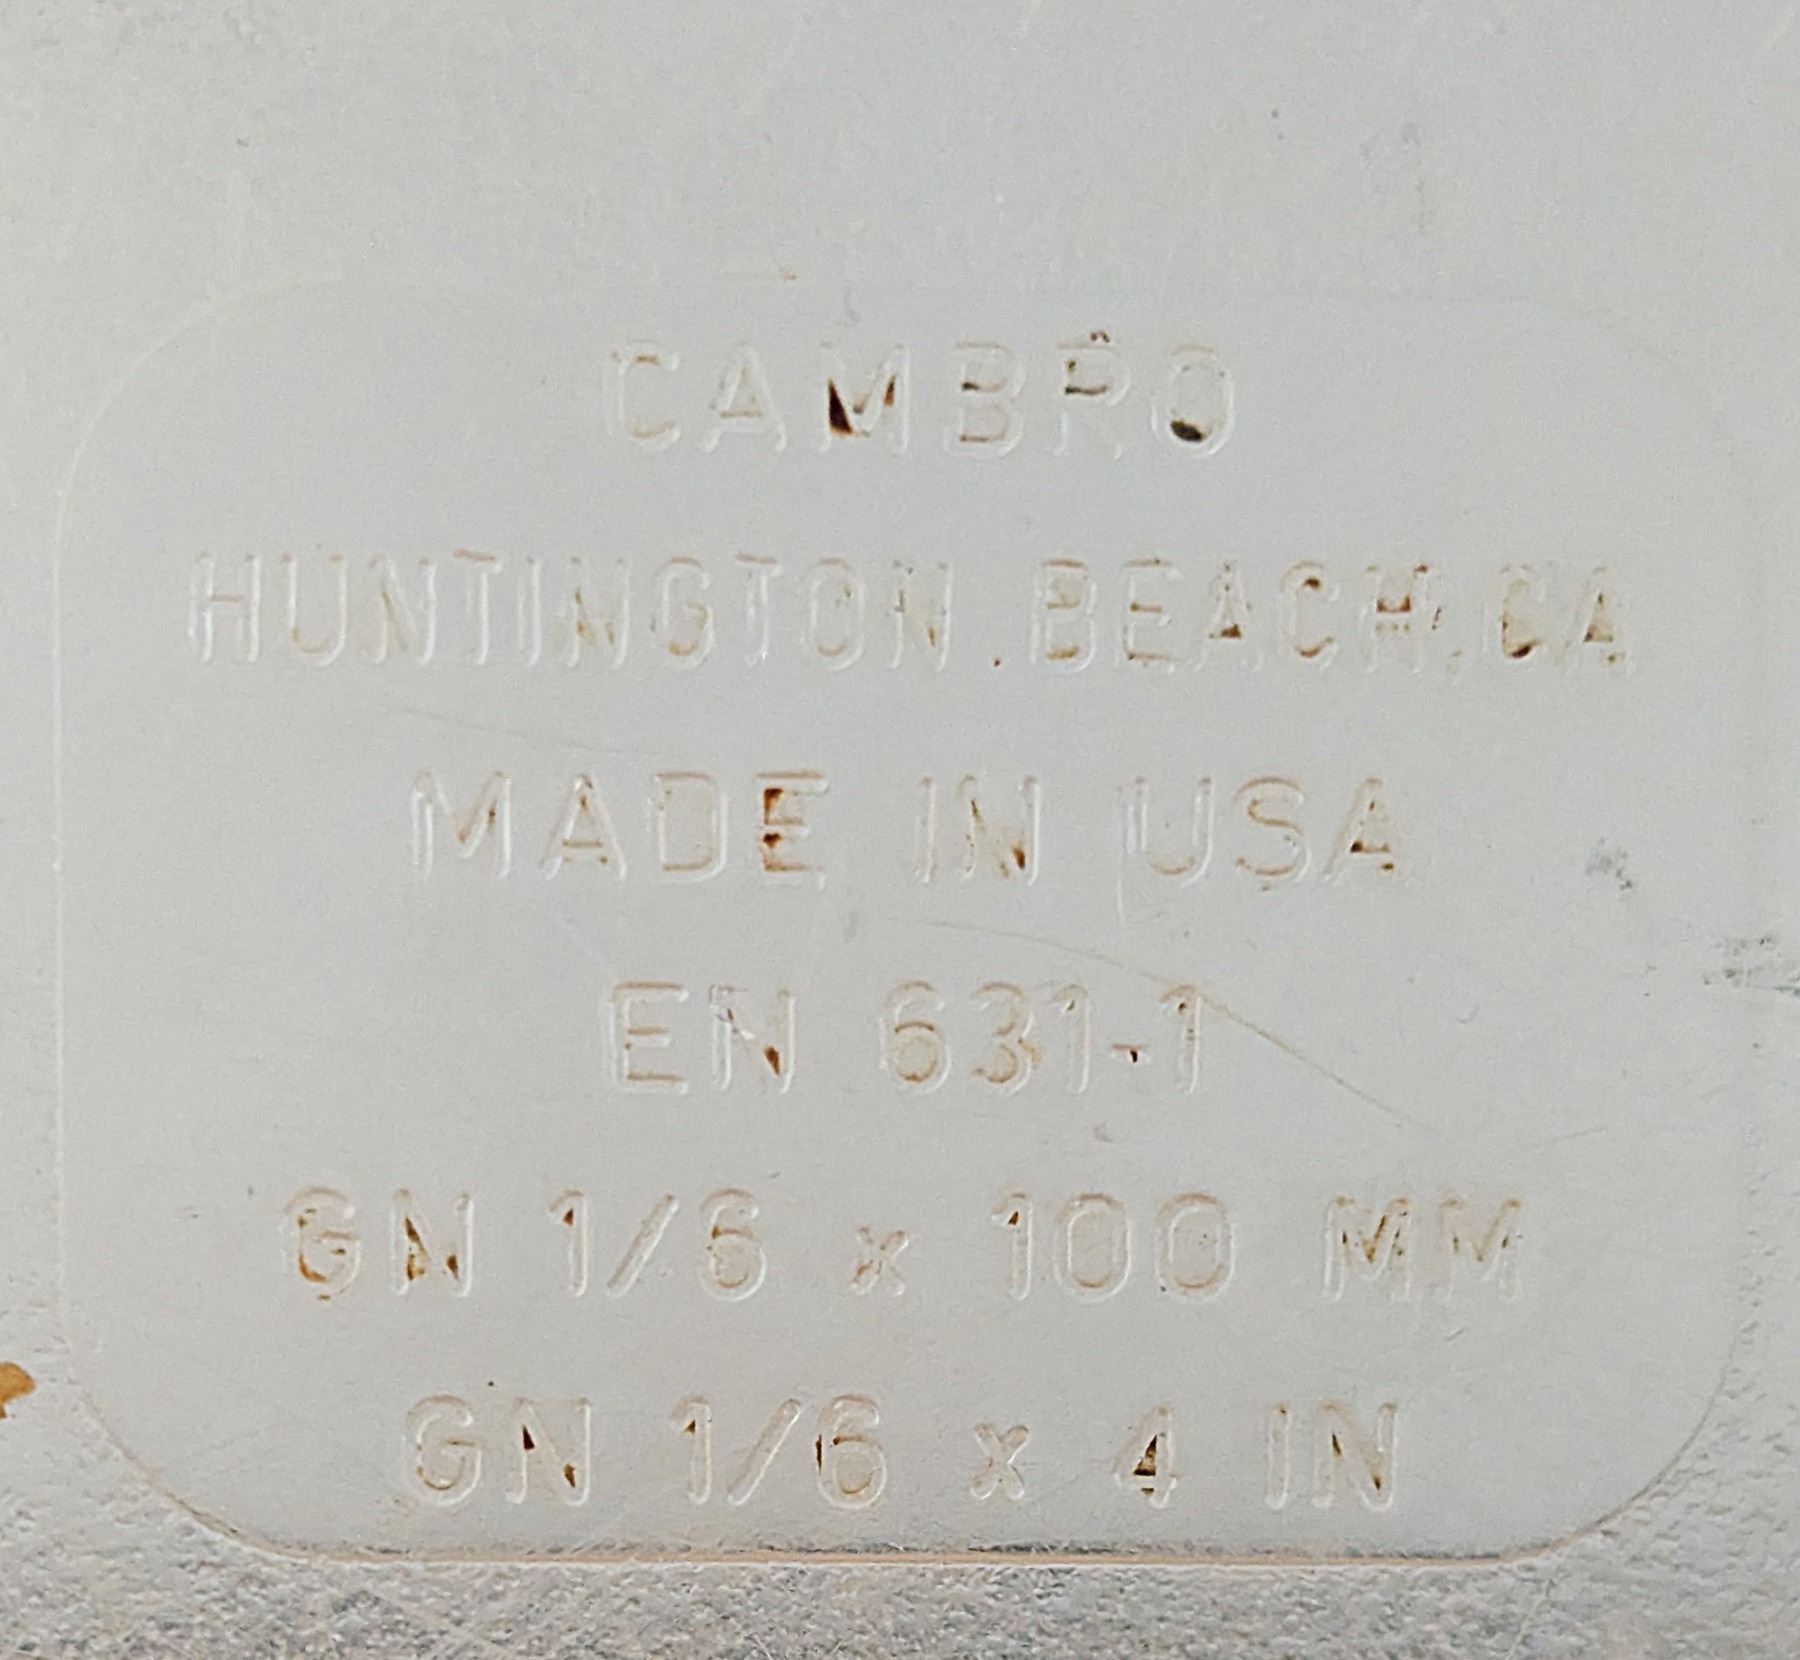 CAMBRO
HUNTINGTON.BEACH,CA
MADE IN USA
EN 631-1
GN 1/6 x 100 MM
GN 1/6 x 4 IN